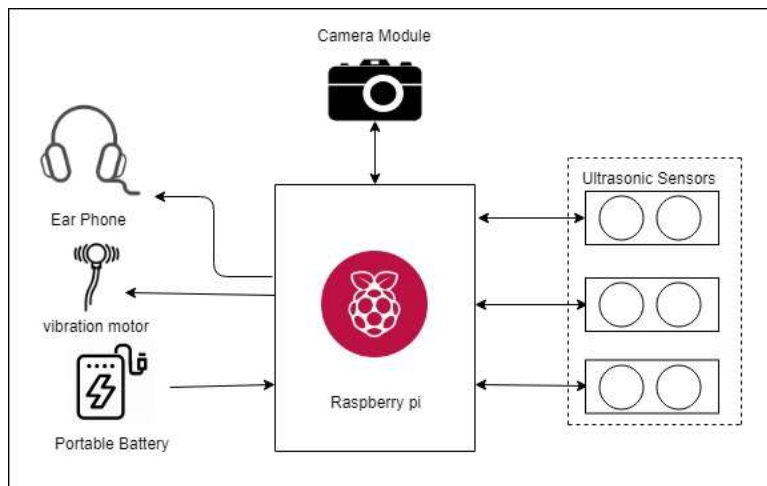 Camera Module
Ear Phone
Ultrasonic Sensors
vibration motor
Raspberry pi
Portable Battery